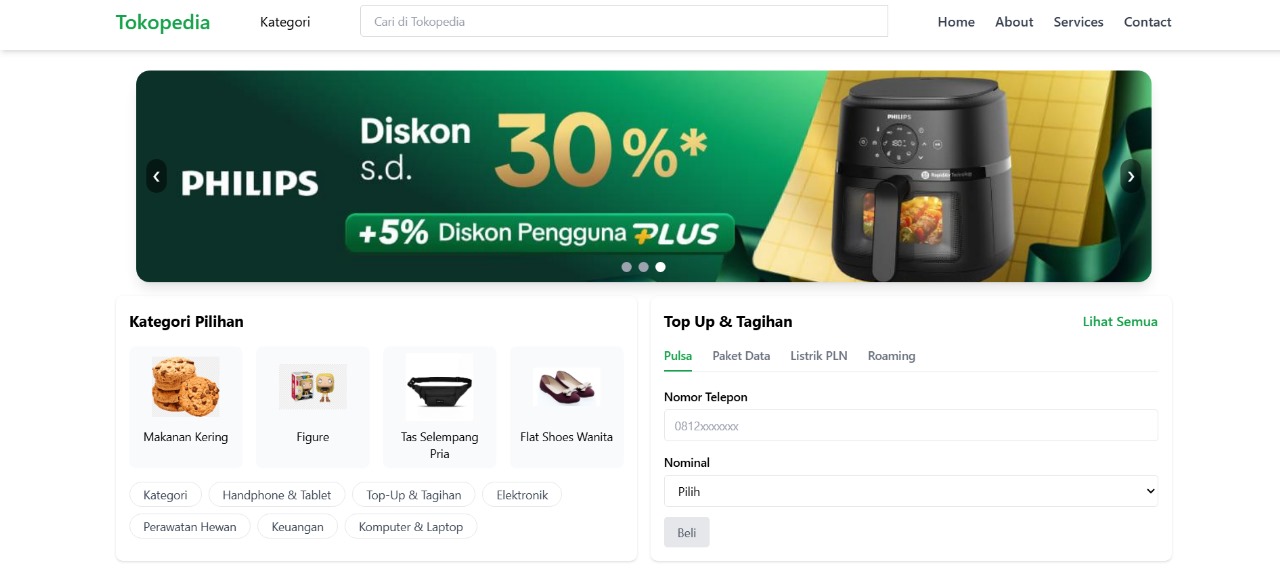 Tokopedia
Kategori
Cari di Tokopedia
Home
About
Services
Contact
PHILIPS
Diskon
s.d.
30%*
+5% Diskon Pengguna PLUS
PHILIPS
Kategori Pilihan
Makanan Kering
Figure
Tas Selempang
Pria
Flat Shoes Wanita
Kategori
Handphone & Tablet
Top-Up & Tagihan
Elektronik
Perawatan Hewan
Keuangan
Komputer & Laptop
Top Up & Tagihan
Lihat Semua
Pulsa
Paket Data
Listrik PLN
Roaming
Nomor Telepon
0812xxxxxxx
Nominal
Pilih
Beli